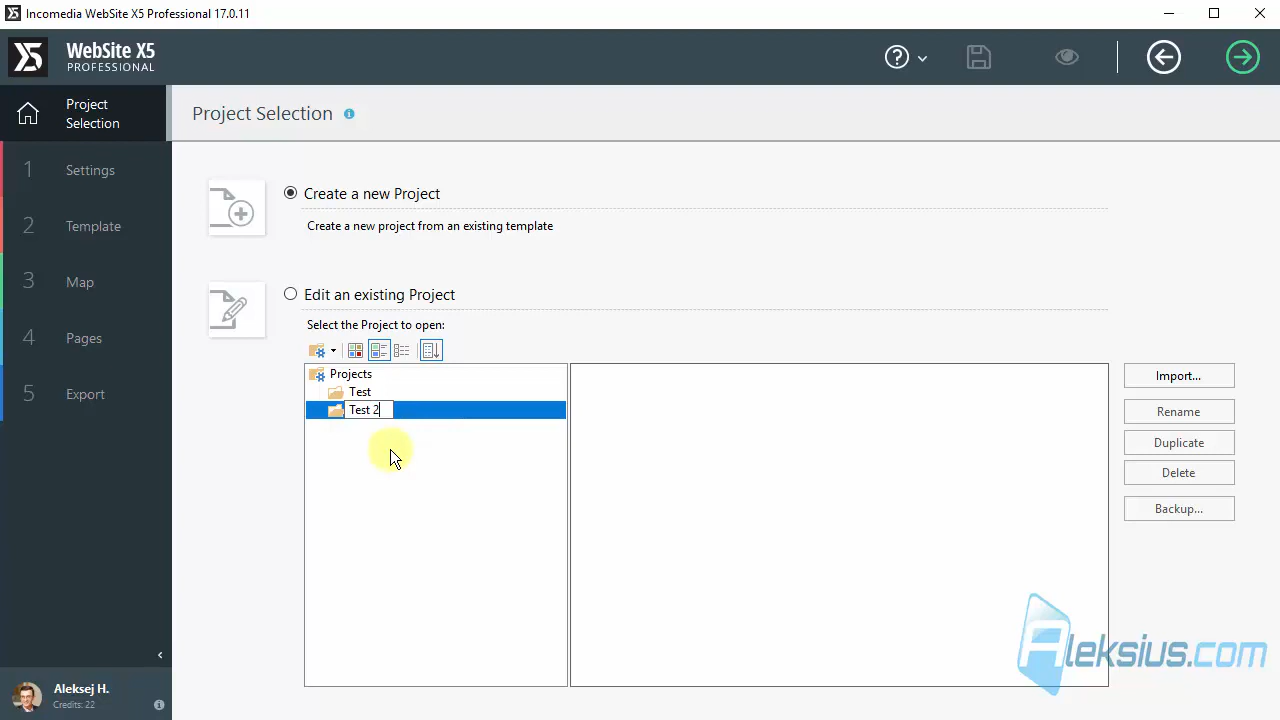 Incomedia WebSite X5 Professional 17.0.11
WebSite X5
PROFESSIONAL
Project
Selection
1 Settings
2 Template
3 Map
4 Pages
5 Export
Aleksej H.
Credits: 22
Project Selection
Create a new Project
Create a new project from an existing template
Edit an existing Project
Select the Project to open:
Projects
Test
Test 2
Import...
Rename
Duplicate
Delete
Backup...
Aleksius.com